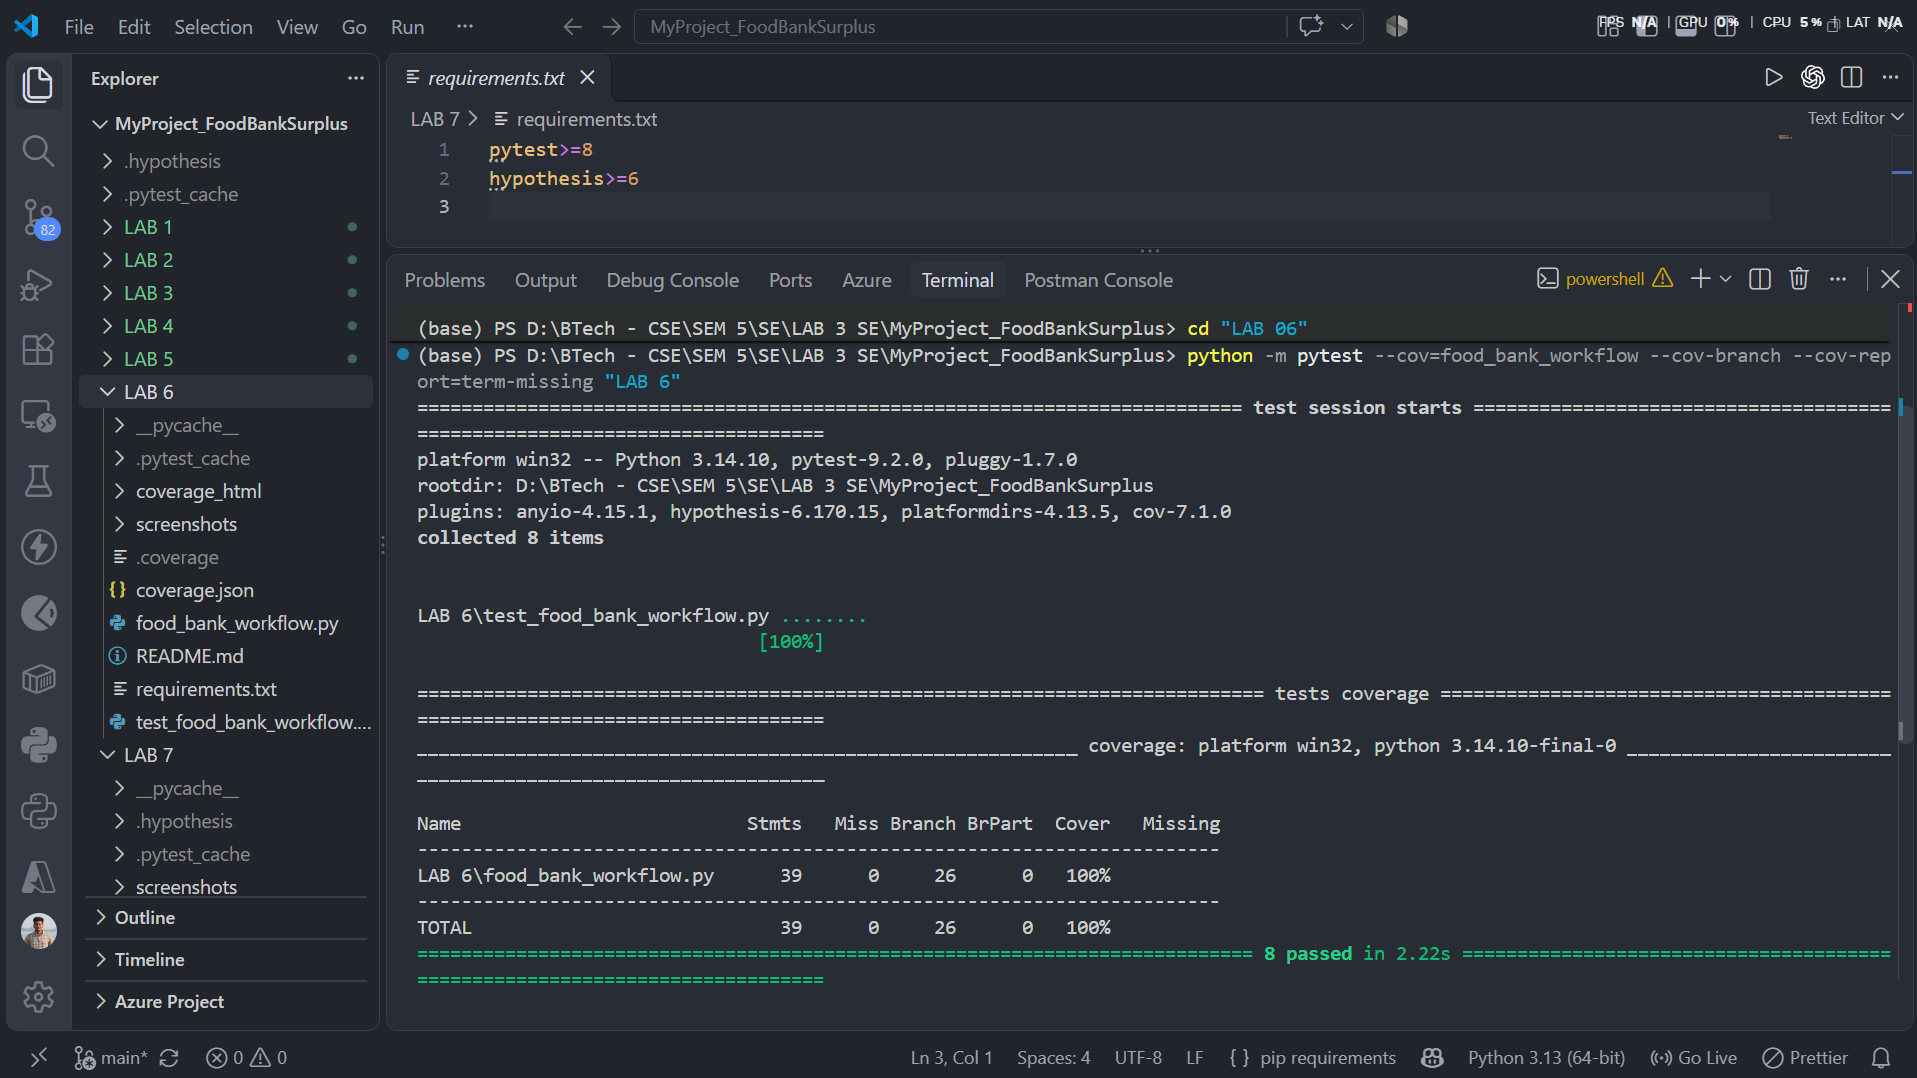 File Edit Selection View Go Run ···
MyProject_FoodBankSurplus
FPS N/A | GPU 0% | CPU 5% LAT N/A
Explorer
MyProject_FoodBankSurplus
.hypothesis
.pytest_cache
LAB 1
LAB 2
LAB 3
LAB 4
LAB 5
LAB 6
__pycache__
.pytest_cache
coverage_html
screenshots
.coverage
coverage.json
food_bank_workflow.py
README.md
requirements.txt
test_food_bank_workflow....
LAB 7
__pycache__
.hypothesis
.pytest_cache
screenshots
Outline
Timeline
Azure Project
82
requirements.txt
LAB 7 > requirements.txt
Text Editor
1 pytest>=8
2 hypothesis>=6
3
Problems Output Debug Console Ports Azure Terminal Postman Console
powershell
(base) PS D:\BTech - CSE\SEM 5\SE\LAB 3 SE\MyProject_FoodBankSurplus> cd "LAB 06"
(base) PS D:\BTech - CSE\SEM 5\SE\LAB 3 SE\MyProject_FoodBankSurplus> python -m pytest --cov=food_bank_workflow --cov-branch --cov-rep
ort=term-missing "LAB 6"
=========================================================================== test session starts ======================================
=====================================
platform win32 -- Python 3.14.10, pytest-9.2.0, pluggy-1.7.0
rootdir: D:\BTech - CSE\SEM 5\SE\LAB 3 SE\MyProject_FoodBankSurplus
plugins: anyio-4.15.1, hypothesis-6.170.15, platformdirs-4.13.5, cov-7.1.0
collected 8 items
LAB 6\test_food_bank_workflow.py ........
[100%]
============================================================================= tests coverage =========================================
=====================================
____________________________________________________________ coverage: platform win32, python 3.14.10-final-0 ________________________
_____________________________________
Name Stmts Miss Branch BrPart Cover Missing
-------------------------------------------------------------------------
LAB 6\food_bank_workflow.py 39 0 26 0 100%
-------------------------------------------------------------------------
TOTAL 39 0 26 0 100%
============================================================================ 8 passed in 2.22s =======================================
=====================================
main* 0 0
Ln 3, Col 1 Spaces: 4 UTF-8 LF { } pip requirements Python 3.13 (64-bit) Go Live Prettier